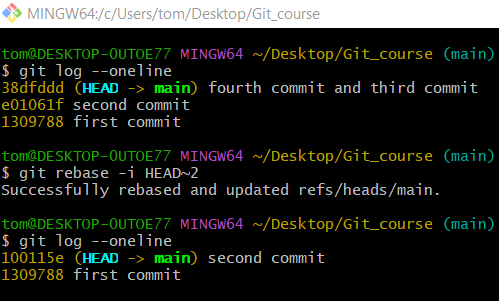 MINGW64:/c/Users/tom/Desktop/Git_course
tom@DESKTOP-OUTOE77 MINGW64 ~/Desktop/Git_course (main)
$ git log --oneline
38dfddd (HEAD -> main) fourth commit and third commit
e01061f second commit
1309788 first commit
tom@DESKTOP-OUTOE77 MINGW64 ~/Desktop/Git_course (main)
$ git rebase -i HEAD~2
Successfully rebased and updated refs/heads/main.
tom@DESKTOP-OUTOE77 MINGW64 ~/Desktop/Git_course (main)
$ git log --oneline
100115e (HEAD -> main) second commit
1309788 first commit